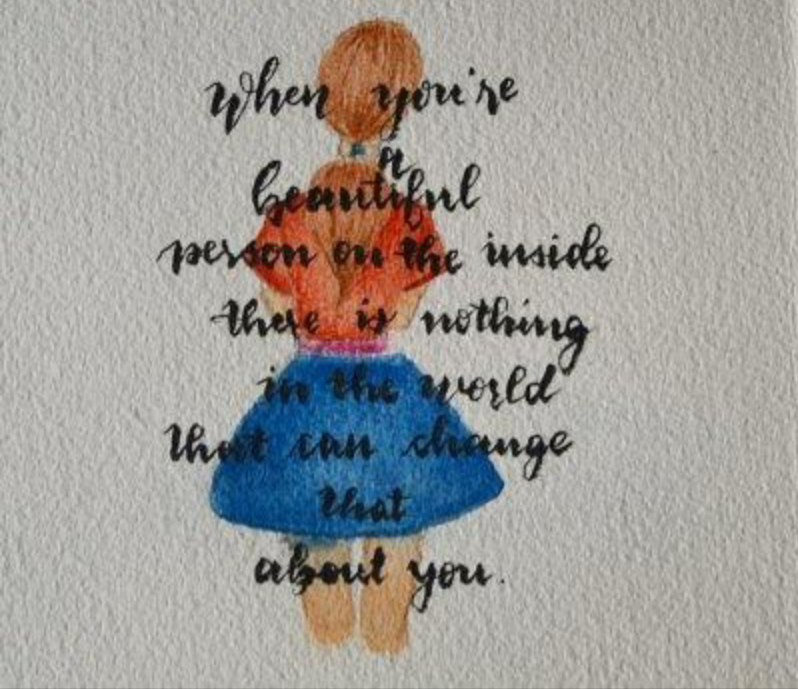 When you're
a
beautiful
person on the inside
there is nothing
in the world
that can change
that
about you.